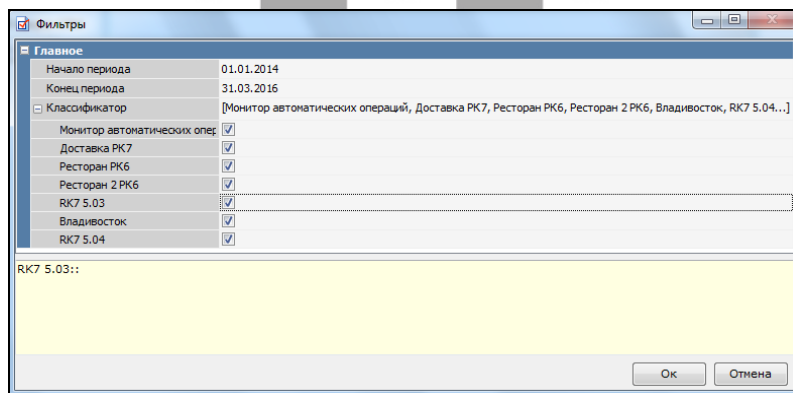 Фильтры
Главное
Начало периода 01.01.2014
Конец периода 31.03.2016
Классификатор [Монитор автоматических операций, Доставка РК7, Ресторан РК6, Ресторан 2 РК6, Владивосток, RK7 5.04...]
Монитор автоматических опер
Доставка РК7
Ресторан РК6
Ресторан 2 РК6
RK7 5.03
Владивосток
RK7 5.04
RK7 5.03::
Ок Отмена